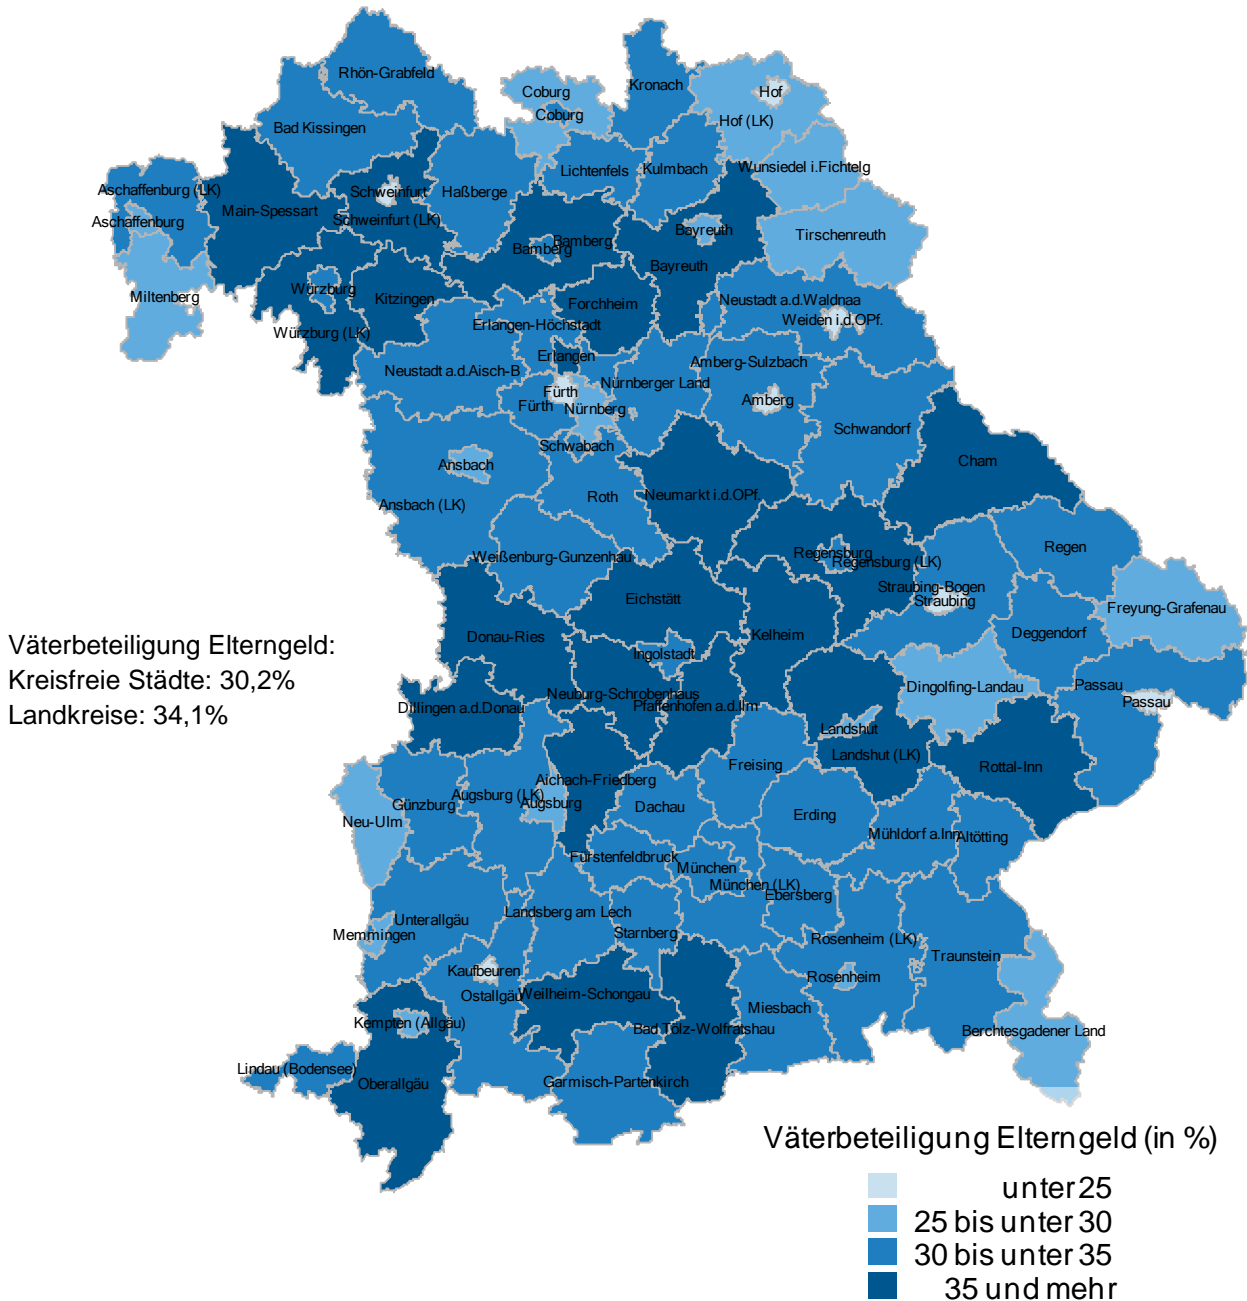 Rhön-Grabfeld
Coburg
Kronach
Hof
Coburg
Hof (LK)
Bad Kissingen
Wunsiedel i.Fichtelg
Lichtenfels
Kulmbach
Aschaffenburg (LK)
Schweinfurt
Haßberge
Main-Spessart
Schweinfurt (LK)
Aschaffenburg
Bayreuth
Tirschenreuth
Bamberg
Bamberg
Bayreuth
Würzburg
Kitzingen
Miltenberg
Forchheim
Neustadt a.d.Waldnaa
Weiden i.d.OPf.
Erlangen-Höchstadt
Würzburg (LK)
Erlangen
Amberg-Sulzbach
Neustadt a.d.Aisch-B
Nürnberger Land
Fürth
Fürth
Nürnberg
Amberg
Schwandorf
Schwabach
Ansbach
Cham
Roth
Neumarkt i.d.OPf.
Ansbach (LK)
Regen
Weißenburg-Gunzenhau
Regensburg
Regensburg (LK)
Straubing-Bogen
Straubing
Eichstätt
Freyung-Grafenau
Donau-Ries
Kelheim
Deggendorf
Väterbeteiligung Elterngeld:
Kreisfreie Städte: 30,2%
Landkreise: 34,1%
Ingolstadt
Dingolfing-Landau
Passau
Neuburg-Schrobenhaus
Pfaffenhofen a.d.Ilm
Dillingen a.d.Donau
Passau
Landshut
Landshut (LK)
Rottal-Inn
Freising
Aichach-Friedberg
Augsburg (LK)
Augsburg
Günzburg
Dachau
Erding
Neu-Ulm
Mühldorf a.Inn
Altötting
Fürstenfeldbruck
München
München (LK)
Ebersberg
Landsberg am Lech
Unterallgäu
Memmingen
Starnberg
Rosenheim (LK)
Traunstein
Kaufbeuren
Rosenheim
Ostallgäu
Weilheim-Schongau
Miesbach
Kempten (Allgäu)
Bad Tölz-Wolfratshau
Berchtesgadener Land
Lindau (Bodensee)
Oberallgäu
Garmisch-Partenkirch
Väterbeteiligung Elterngeld (in %)
unter 25
25 bis unter 30
30 bis unter 35
35 und mehr